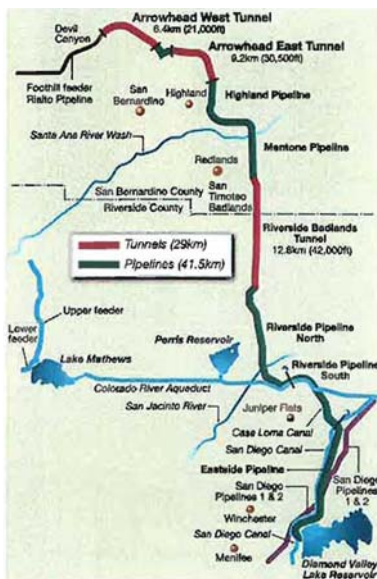 Arrowhead West Tunnel
6.4km (21,000ft)
Devil
Canyon
Arrowhead East Tunnel
9.2km (30,500ft)
Foothill feeder
Rialto Pipeline
San
Bernardino
Highland
Highland Pipeline
Santa Ana River Wash
Mentone Pipeline
Redlands
San Bernardino County
Riverside County
San
Timoteo
Badlands
Riverside Badlands
Tunnel
12.8km (42,000ft)
Tunnels (29km)
Pipelines (41.5km)
Upper feeder
Lower
feeder
Lake Mathews
Perris Reservoir
Riverside Pipeline
North
Riverside Pipeline
South
Colorado River Aqueduct
San Jacinto River
Juniper Flats
Case Loma Canal
San Diego Canal
Eastside Pipeline
San Diego
Pipelines
1 & 2
San Diego
Pipelines 1 & 2
Winchester
San Diego Canal
Menifee
Diamond Valley
Lake Reservoir